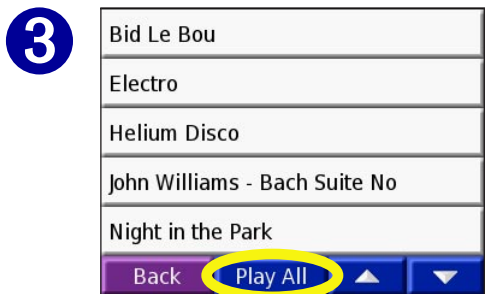 3
Bid Le Bou
Electro
Helium Disco
John Williams - Bach Suite No
Night in the Park
Back Play All